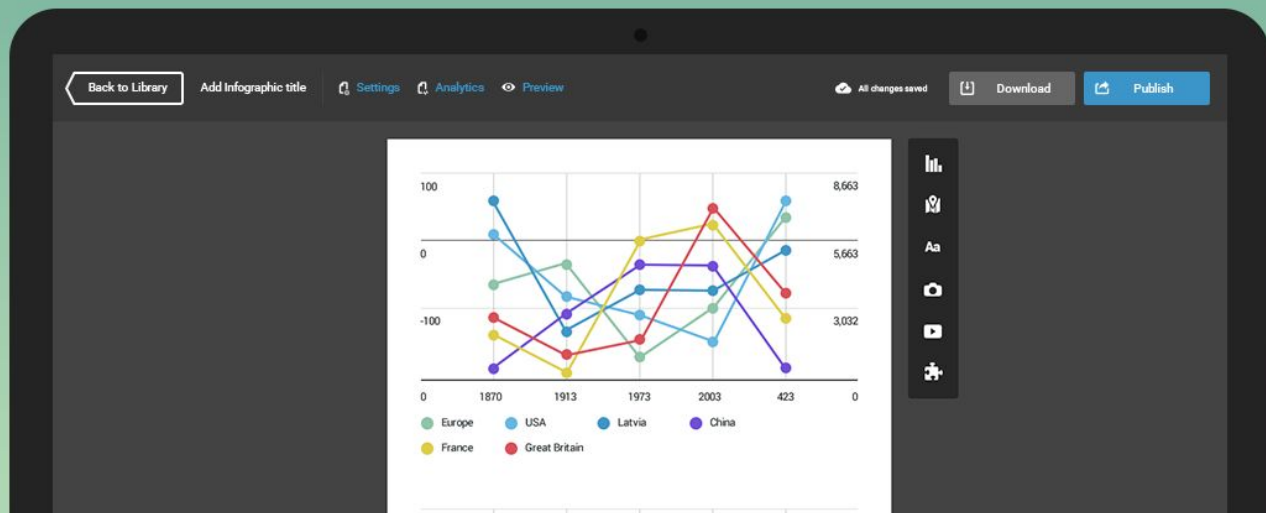 Back to Library Add Infographic title Settings Analytics Preview All changes saved Download Publish
100 8,663
0 5,663
Aa
-100 3,032
0 1870 1913 1973 2003 423 0
Europe USA Latvia China
France Great Britain